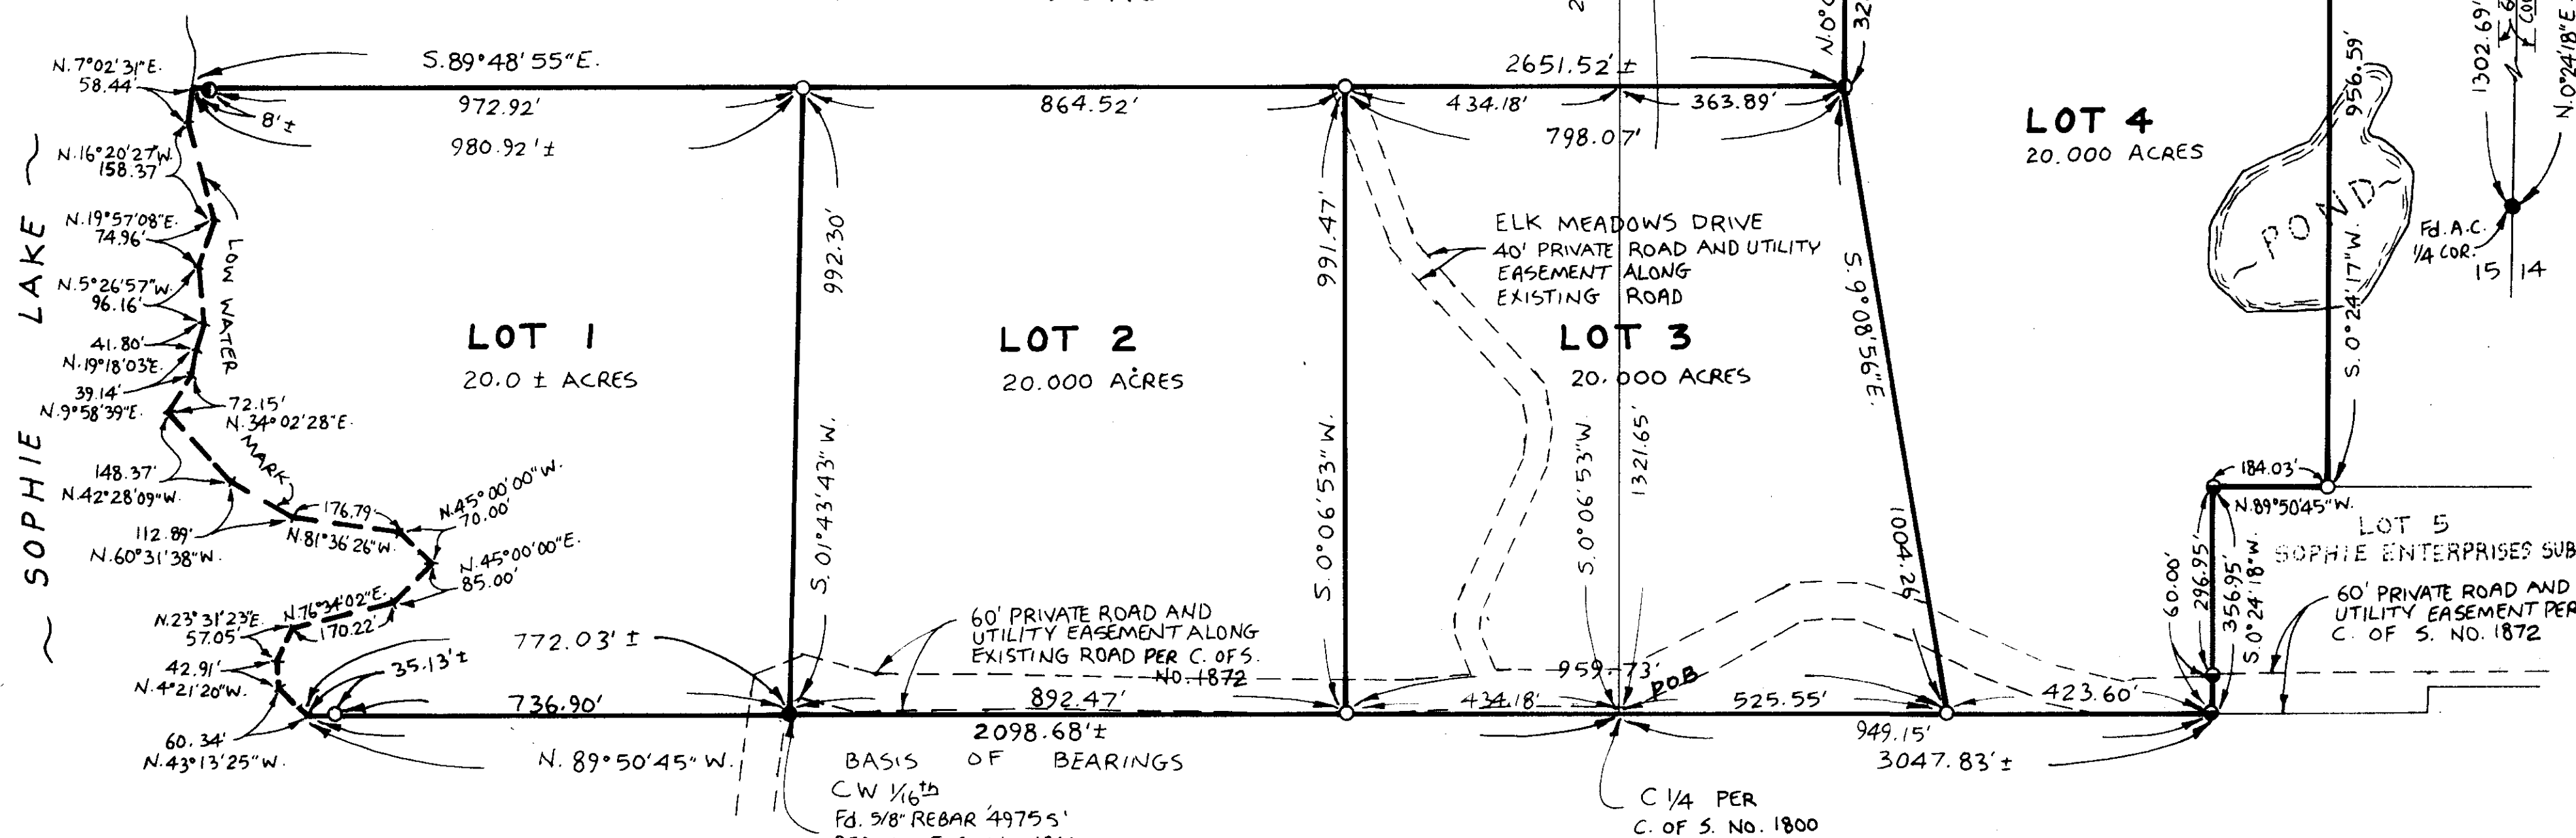 S.89°48'55"E.
2651.52' ±
N.7°02'31"E.
58.44'
8' ±
972.92'
980.92' ±
864.52'
434.18'
363.89'
798.07'
N.16°20'27"W.
158.37'
N.19°57'08"E.
74.96'
N.5°26'57"W.
96.16'
41.80'
N.19°18'03"E.
39.14'
N.9°58'39"E.
72.15'
N.34°02'28"E.
148.37'
N.42°28'09"W.
112.89'
N.60°31'38"W.
176.79'
N.81°36'26"W.
N.45°00'00"W.
70.00'
N.45°00'00"E.
85.00'
N.76°34'02"E.
170.22'
N.23°31'23"E.
57.05'
42.91'
N.4°21'20"W.
60.34'
N.43°13'25"W.
~ SOPHIE LAKE ~
LOW WATER
MARK
LOT 1
20.0 ± ACRES
992.30'
S.01°43'43"W.
LOT 2
20.000 ACRES
991.47'
S.0°06'53"W.
ELK MEADOWS DRIVE
40' PRIVATE ROAD AND UTILITY
EASEMENT ALONG
EXISTING ROAD
LOT 3
20.000 ACRES
S.0°06'53"W.
1321.65'
S.9°08'56"E.
1004.26'
LOT 4
20.000 ACRES
~POND~
956.59'
S.0°24'17"W.
1302.69'
N.0°24'18"E.
Fd. A.C.
1/4 COR.
15 14
184.03'
N.89°50'45"W.
LOT 5
SOPHIE ENTERPRISES SUB
60.00'
296.95'
356.95'
S.0°24'18"W.
60' PRIVATE ROAD AND
UTILITY EASEMENT PER
C. OF S. NO. 1872
60' PRIVATE ROAD AND
UTILITY EASEMENT ALONG
EXISTING ROAD PER C. OF S.
NO. 1872
772.03' ±
35.13' ±
736.90'
892.47'
959.73'
POB
434.18'
525.55'
423.60'
2098.68' ±
949.15'
3047.83' ±
N. 89°50'45" W.
BASIS OF BEARINGS
CW 1/16th
Fd. 5/8" REBAR '4975S'
C 1/4 PER
C. OF S. NO. 1800